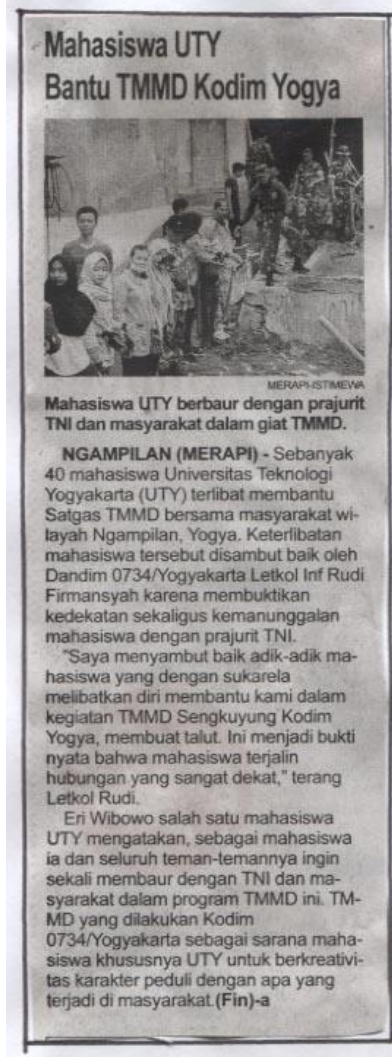 Mahasiswa UTY
Bantu TMMD Kodim Yogya
MERAPI-ISTIMEWA
Mahasiswa UTY berbaur dengan prajurit
TNI dan masyarakat dalam giat TMMD.
NGAMPILAN (MERAPI) - Sebanyak
40 mahasiswa Universitas Teknologi
Yogyakarta (UTY) terlibat membantu
Satgas TMMD bersama masyarakat wi-
layah Ngampilan, Yogya. Keterlibatan
mahasiswa tersebut disambut baik oleh
Dandim 0734/Yogyakarta Letkol Inf Rudi
Firmansyah karena membuktikan
kedekatan sekaligus kemanunggalan
mahasiswa dengan prajurit TNI.
"Saya menyambut baik adik-adik ma-
hasiswa yang dengan sukarela
melibatkan diri membantu kami dalam
kegiatan TMMD Sengkuyung Kodim
Yogya, membuat talut. Ini menjadi bukti
nyata bahwa mahasiswa terjalin
hubungan yang sangat dekat," terang
Letkol Rudi.
Eri Wibowo salah satu mahasiswa
UTY mengatakan, sebagai mahasiswa
ia dan seluruh teman-temannya ingin
sekali membaur dengan TNI dan ma-
syarakat dalam program TMMD ini. TM-
MD yang dilakukan Kodim
0734/Yogyakarta sebagai sarana maha-
siswa khususnya UTY untuk berkreativi-
tas karakter peduli dengan apa yang
terjadi di masyarakat.(Fin)-a